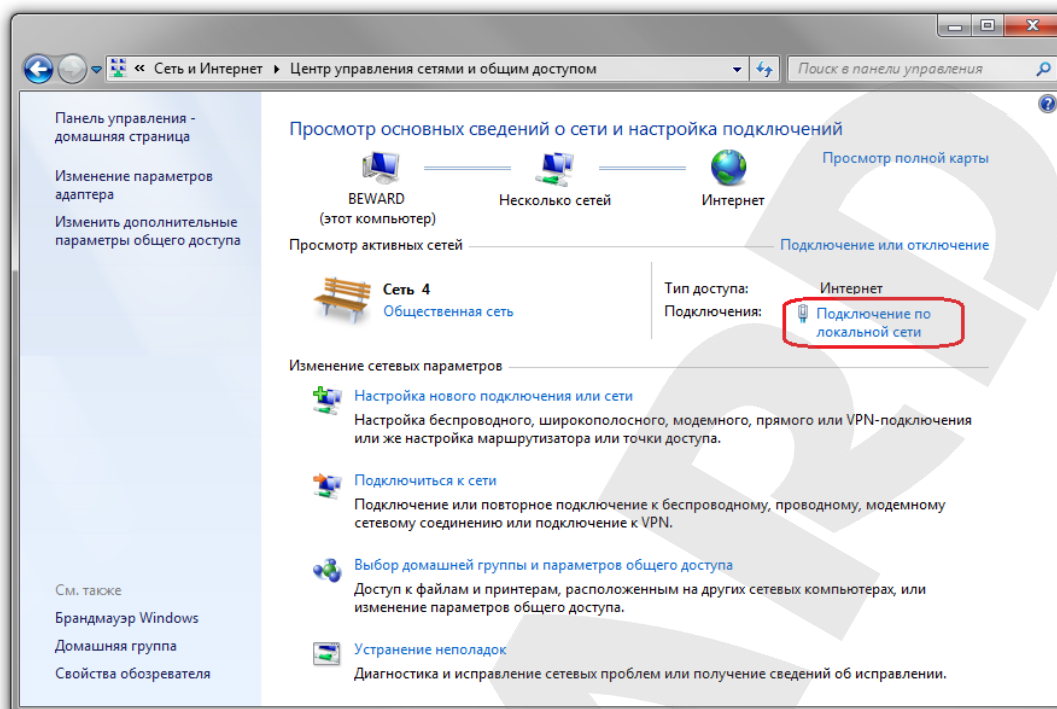 « Сеть и Интернет ▸ Центр управления сетями и общим доступом
Поиск в панели управления
Панель управления -
домашняя страница
Изменение параметров
адаптера
Изменить дополнительные
параметры общего доступа
См. также
Брандмауэр Windows
Домашняя группа
Свойства обозревателя
Просмотр основных сведений о сети и настройка подключений
Просмотр полной карты
BEWARD
(этот компьютер)
Несколько сетей
Интернет
Просмотр активных сетей
Подключение или отключение
Сеть 4
Общественная сеть
Тип доступа: Интернет
Подключения: Подключение по
локальной сети
Изменение сетевых параметров
Настройка нового подключения или сети
Настройка беспроводного, широкополосного, модемного, прямого или VPN-подключения
или же настройка маршрутизатора или точки доступа.
Подключиться к сети
Подключение или повторное подключение к беспроводному, проводному, модемному
сетевому соединению или подключение к VPN.
Выбор домашней группы и параметров общего доступа
Доступ к файлам и принтерам, расположенным на других сетевых компьютерах, или
изменение параметров общего доступа.
Устранение неполадок
Диагностика и исправление сетевых проблем или получение сведений об исправлении.
ARD